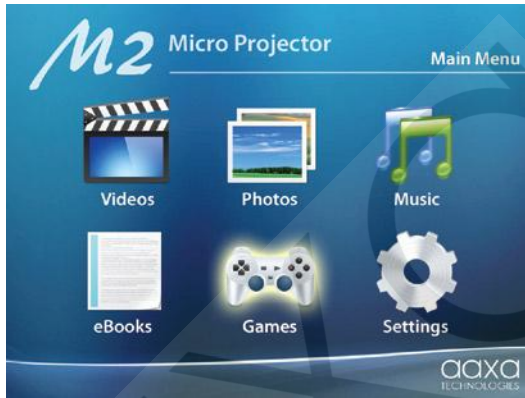 M2 Micro Projector
Main Menu
Videos Photos Music
eBooks Games Settings
aaxa
TECHNOLOGIES